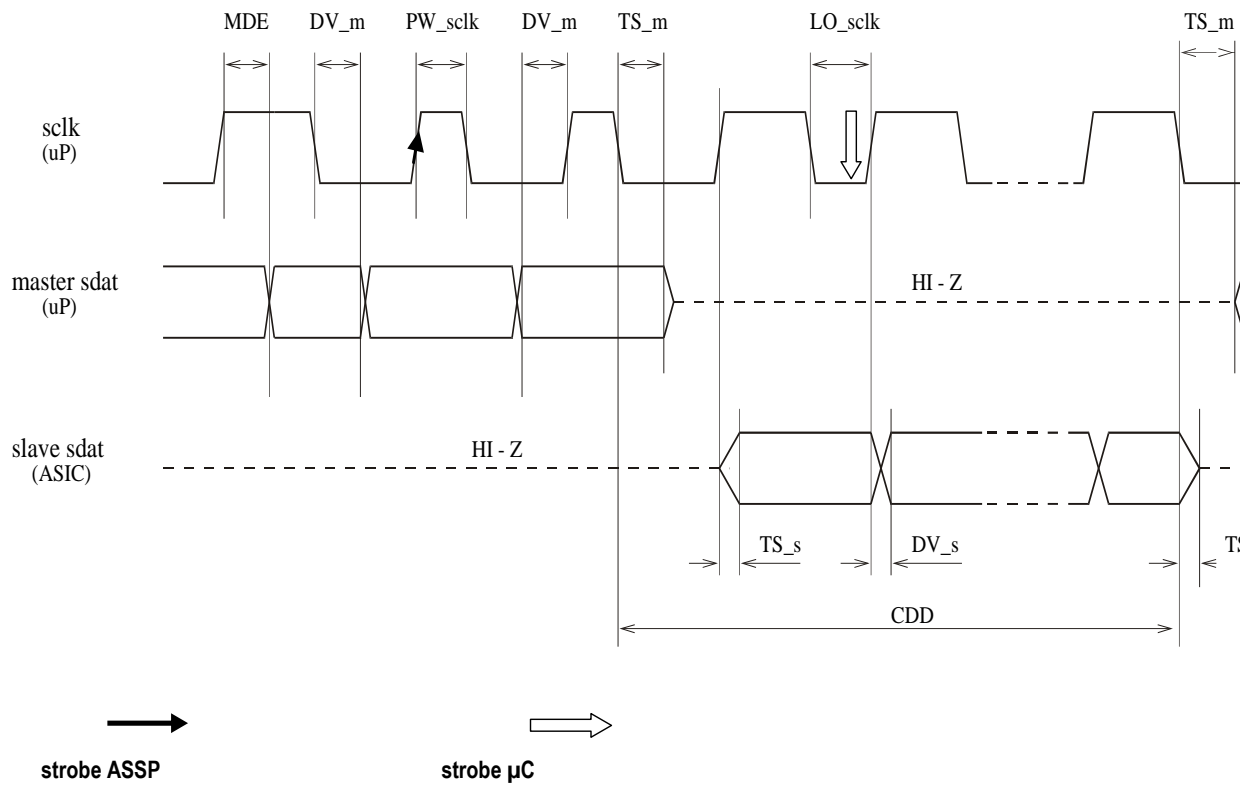 MDE DV_m PW_sclk DV_m TS_m LO_sclk TS_m
sclk
(uP)
master sdat
(uP)
HI - Z
slave sdat
(ASIC)
HI - Z
TS_s DV_s
CDD
strobe ASSP strobe µC